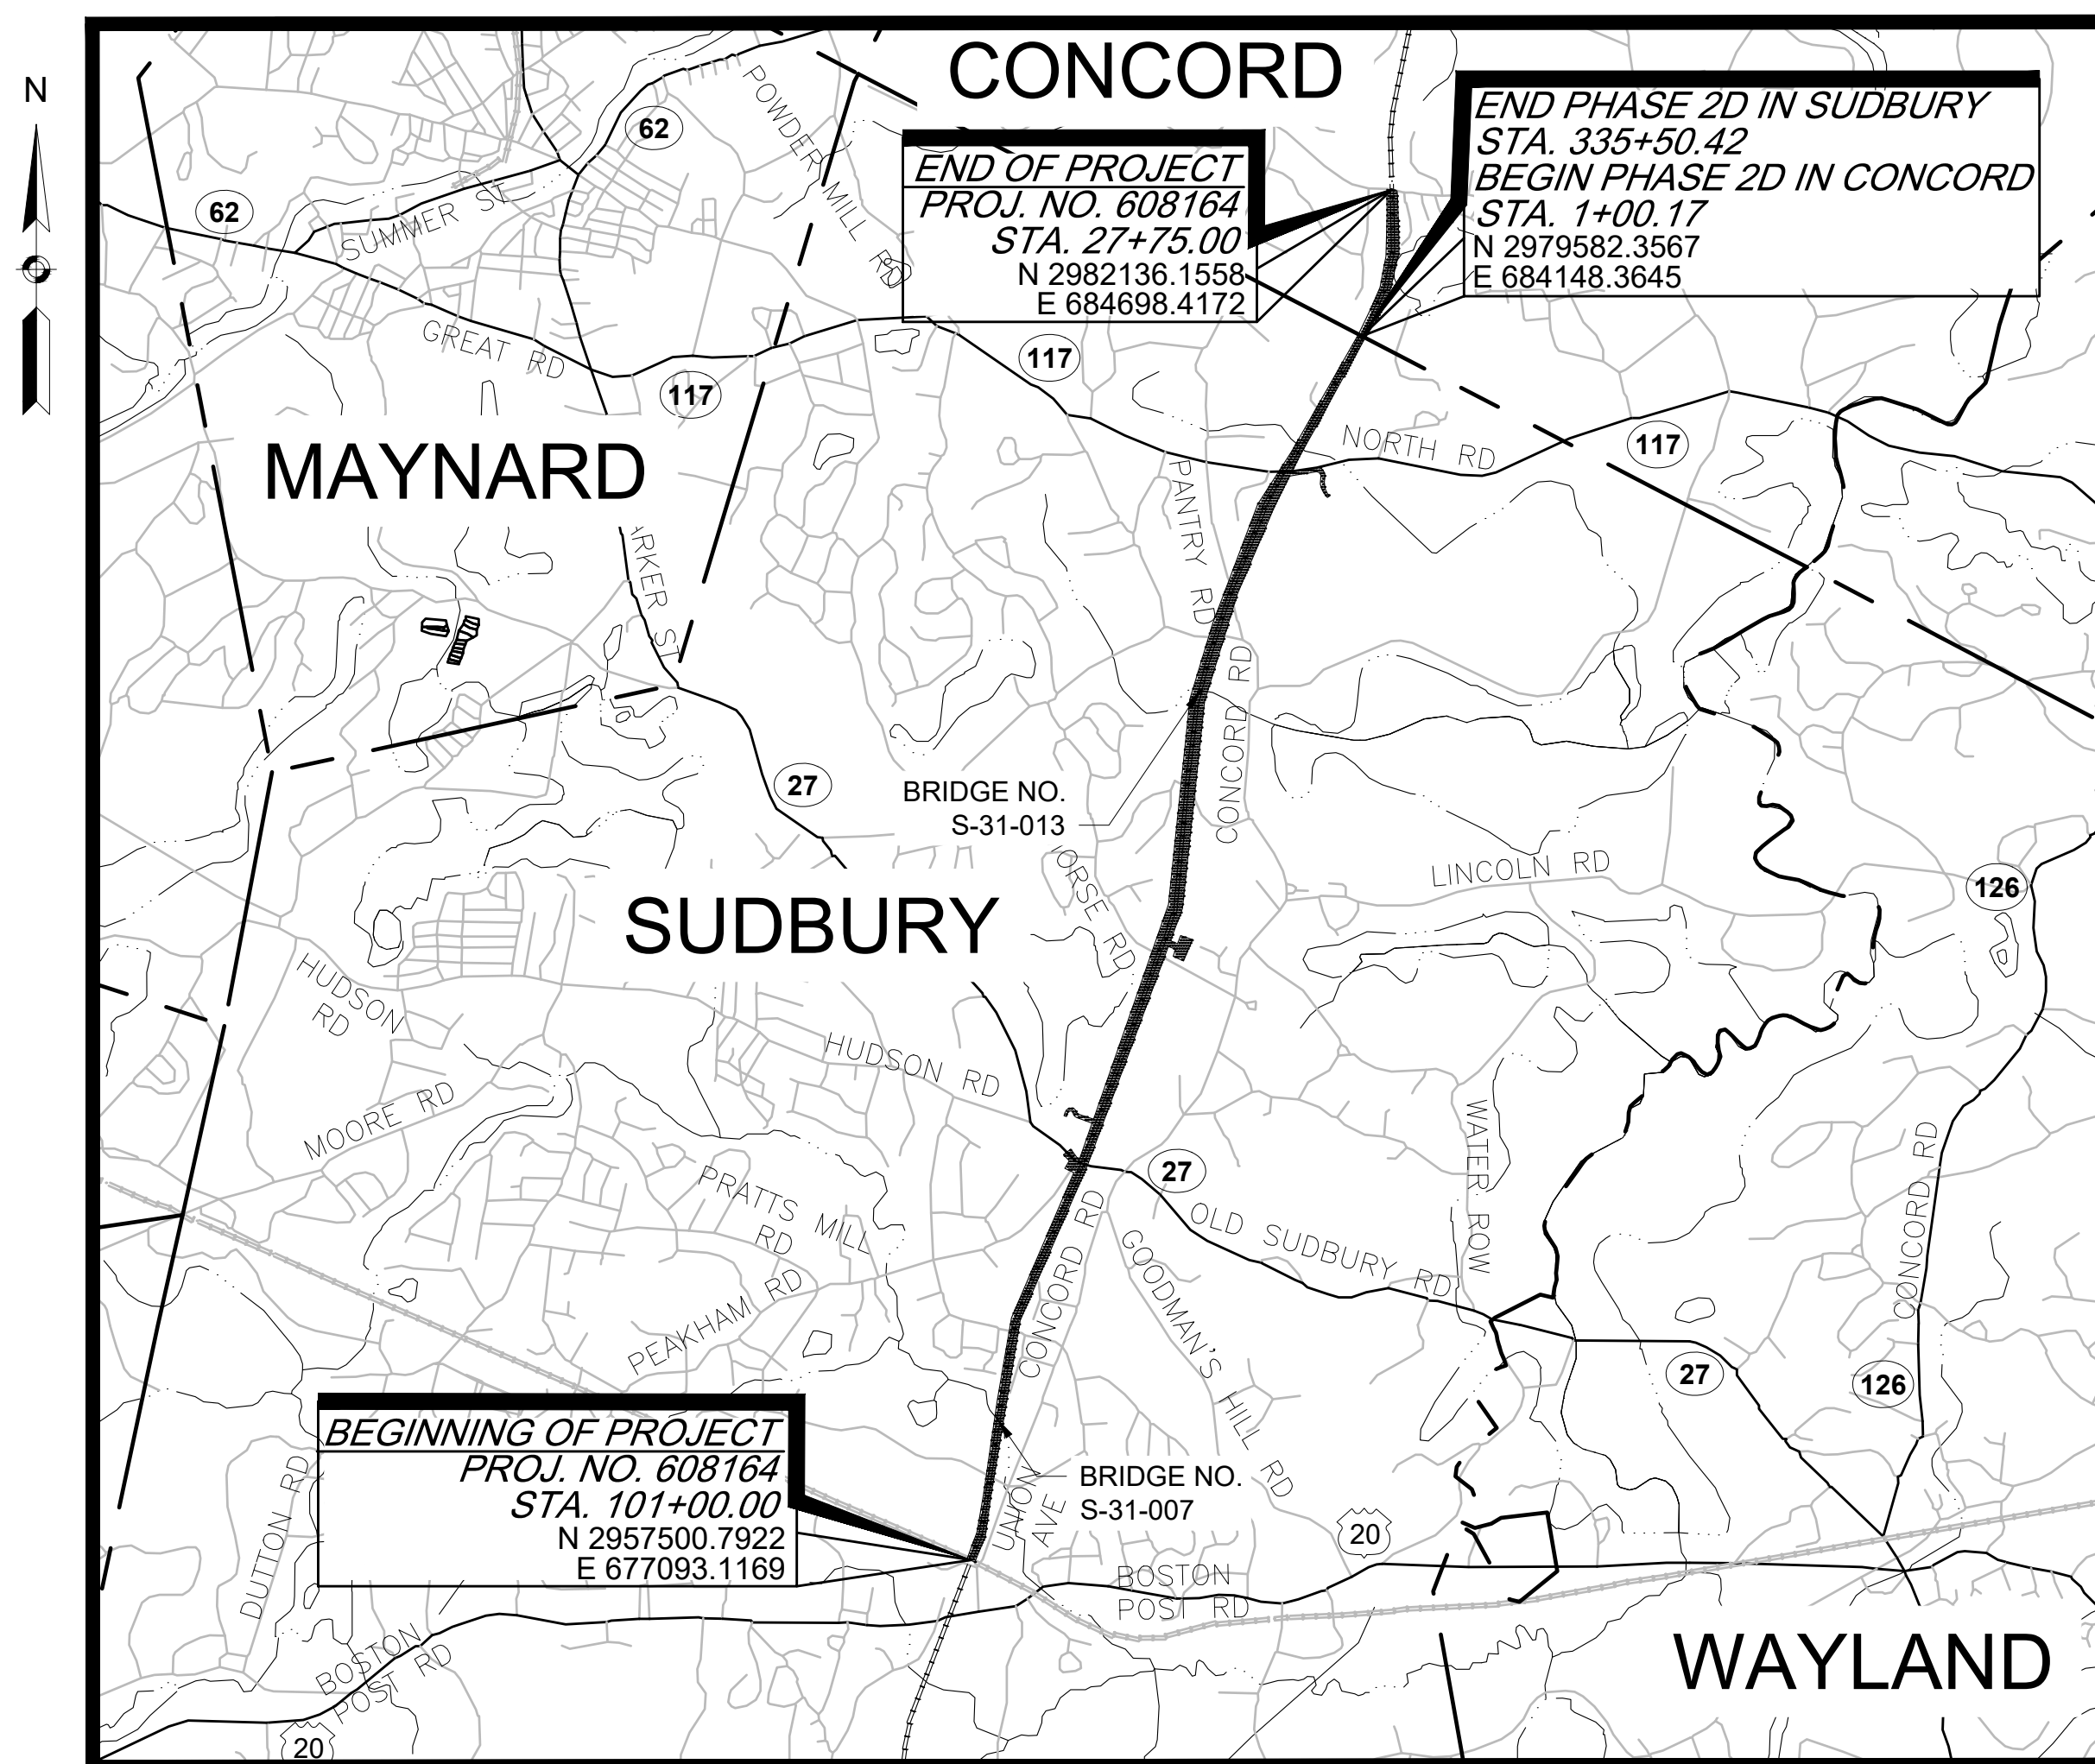 N
CONCORD
END PHASE 2D IN SUDBURY
STA. 335+50.42
BEGIN PHASE 2D IN CONCORD
STA. 1+00.17
N 2979582.3567
E 684148.3645
END OF PROJECT
PROJ. NO. 608164
STA. 27+75.00
N 2982136.1558
E 684698.4172
62
62
POWDER MILL RD
SUMMER ST
GREAT RD
117
117
117
NORTH RD
MAYNARD
PANTRY RD
ARKER ST
CONCORD RD
27
BRIDGE NO.
S-31-013
ORSE RD
LINCOLN RD
126
SUDBURY
HUDSON
RD
HUDSON RD
MOORE RD
WATER ROW
CONCORD RD
PRATTS MILL
RD
27
OLD SUDBURY RD
CONCORD RD
GOODMAN'S HILL RD
PEAKHAM RD
27
126
BEGINNING OF PROJECT
PROJ. NO. 608164
STA. 101+00.00
N 2957500.7922
E 677093.1169
DUTTON RD
UNION
AVE
BRIDGE NO.
S-31-007
20
BOSTON
POST RD
BOSTON
POST RD
20
WAYLAND